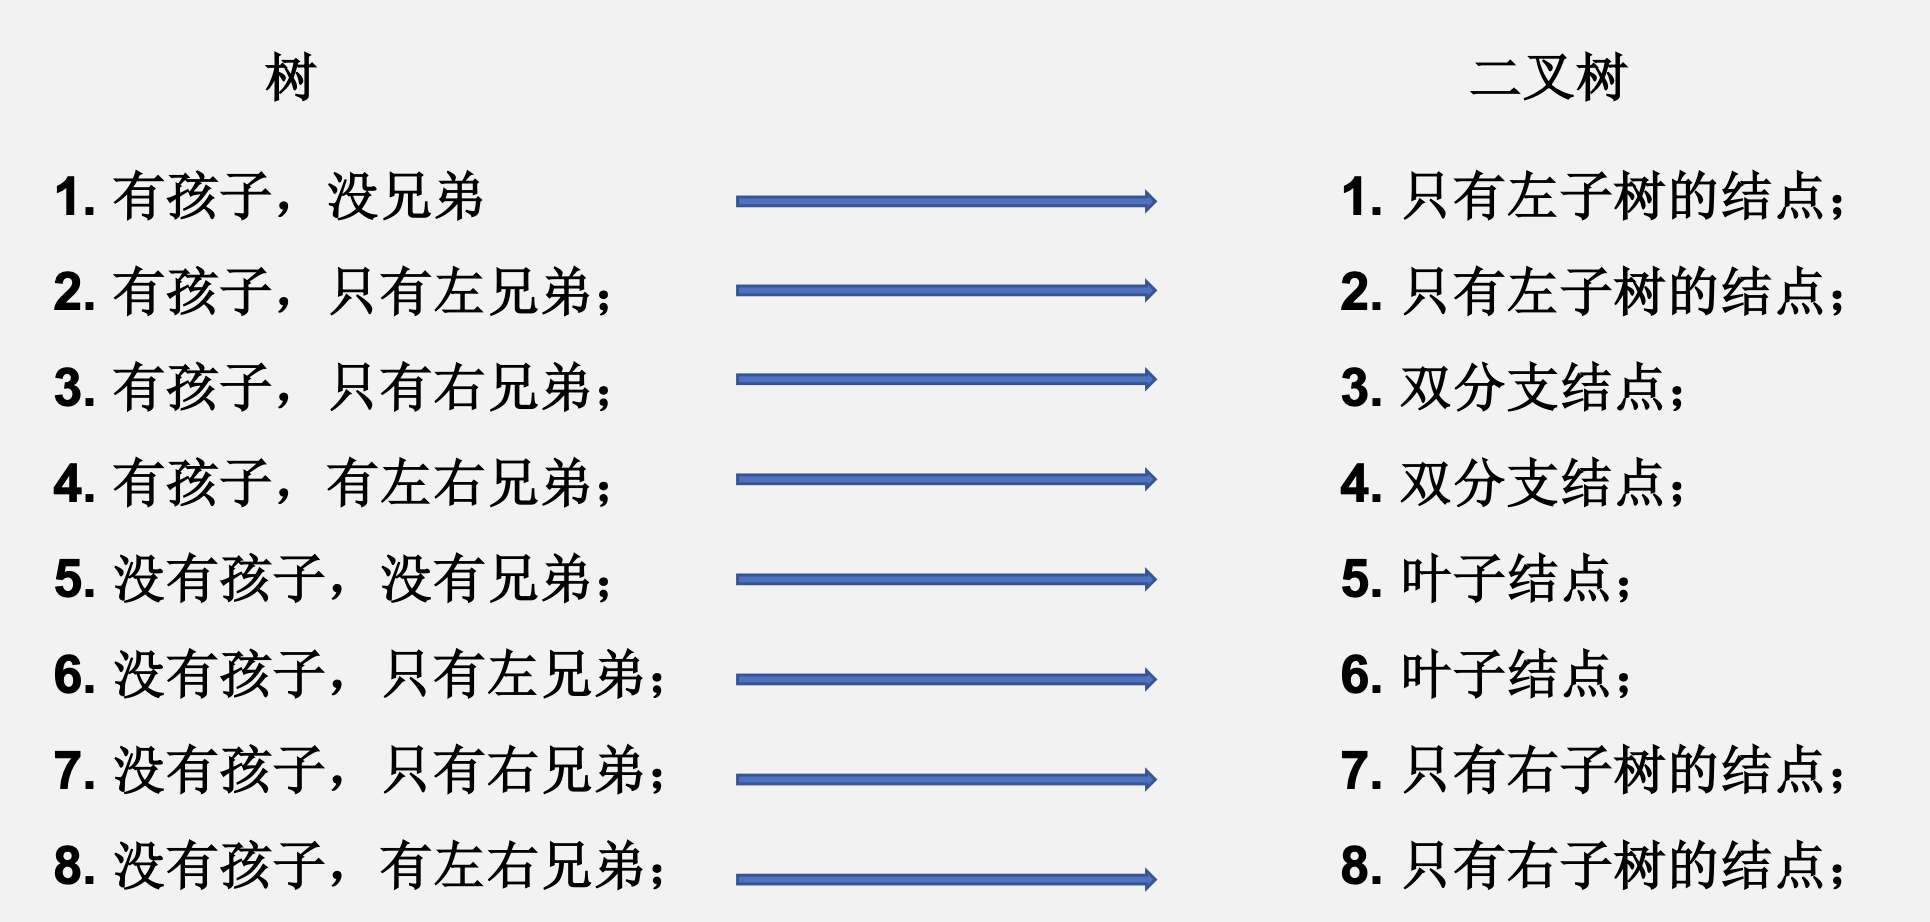 树 二叉树
1. 有孩子，没兄弟 1. 只有左子树的结点；
2. 有孩子，只有左兄弟； 2. 只有左子树的结点；
3. 有孩子，只有右兄弟； 3. 双分支结点；
4. 有孩子，有左右兄弟； 4. 双分支结点；
5. 没有孩子，没有兄弟； 5. 叶子结点；
6. 没有孩子，只有左兄弟； 6. 叶子结点；
7. 没有孩子，只有右兄弟； 7. 只有右子树的结点；
8. 没有孩子，有左右兄弟； 8. 只有右子树的结点；